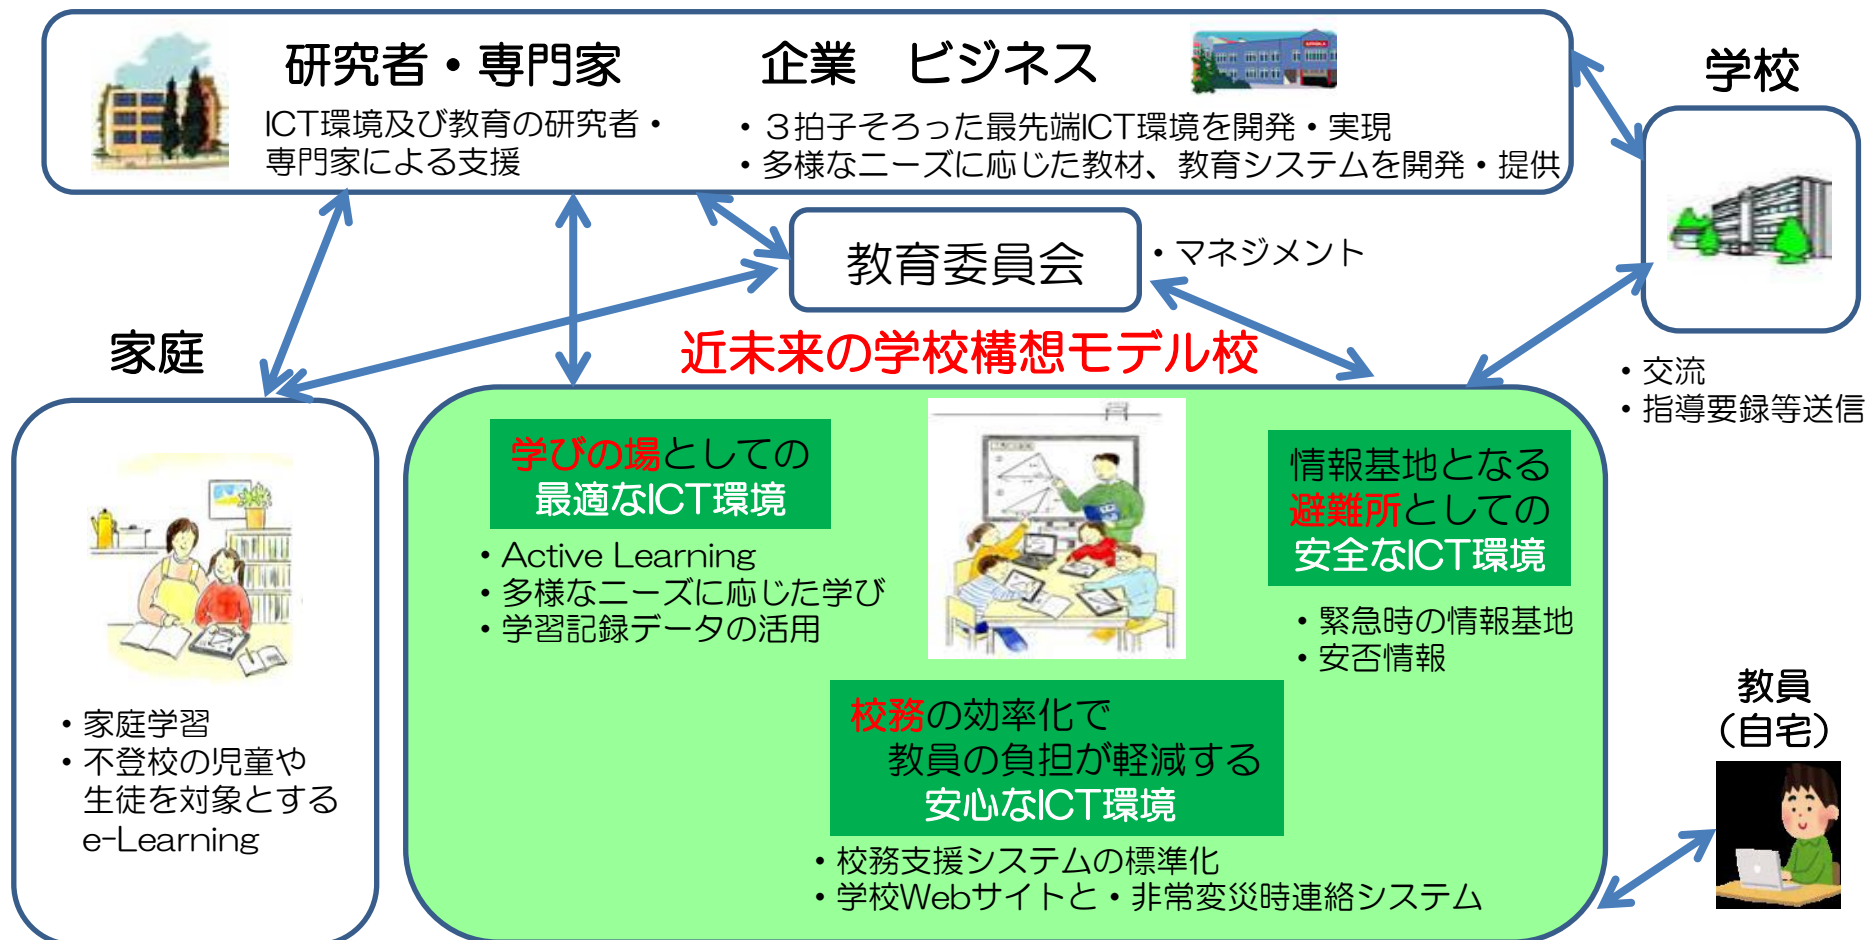 研究者・専門家
ICT環境及び教育の研究者・
専門家による支援
企業　ビジネス
・３拍子そろった最先端ICT環境を開発・実現
・多様なニーズに応じた教材、教育システムを開発・提供
学校
・交流
・指導要録等送信
教育委員会
・マネジメント
家庭
・家庭学習
・不登校の児童や
生徒を対象とする
e-Learning
近未来の学校構想モデル校
学びの場としての
最適なICT環境
・Active Learning
・多様なニーズに応じた学び
・学習記録データの活用
情報基地となる
避難所としての
安全なICT環境
・緊急時の情報基地
・安否情報
校務の効率化で
教員の負担が軽減する
安心なICT環境
・校務支援システムの標準化
・学校Webサイトと・非常変災時連絡システム
教員
（自宅）